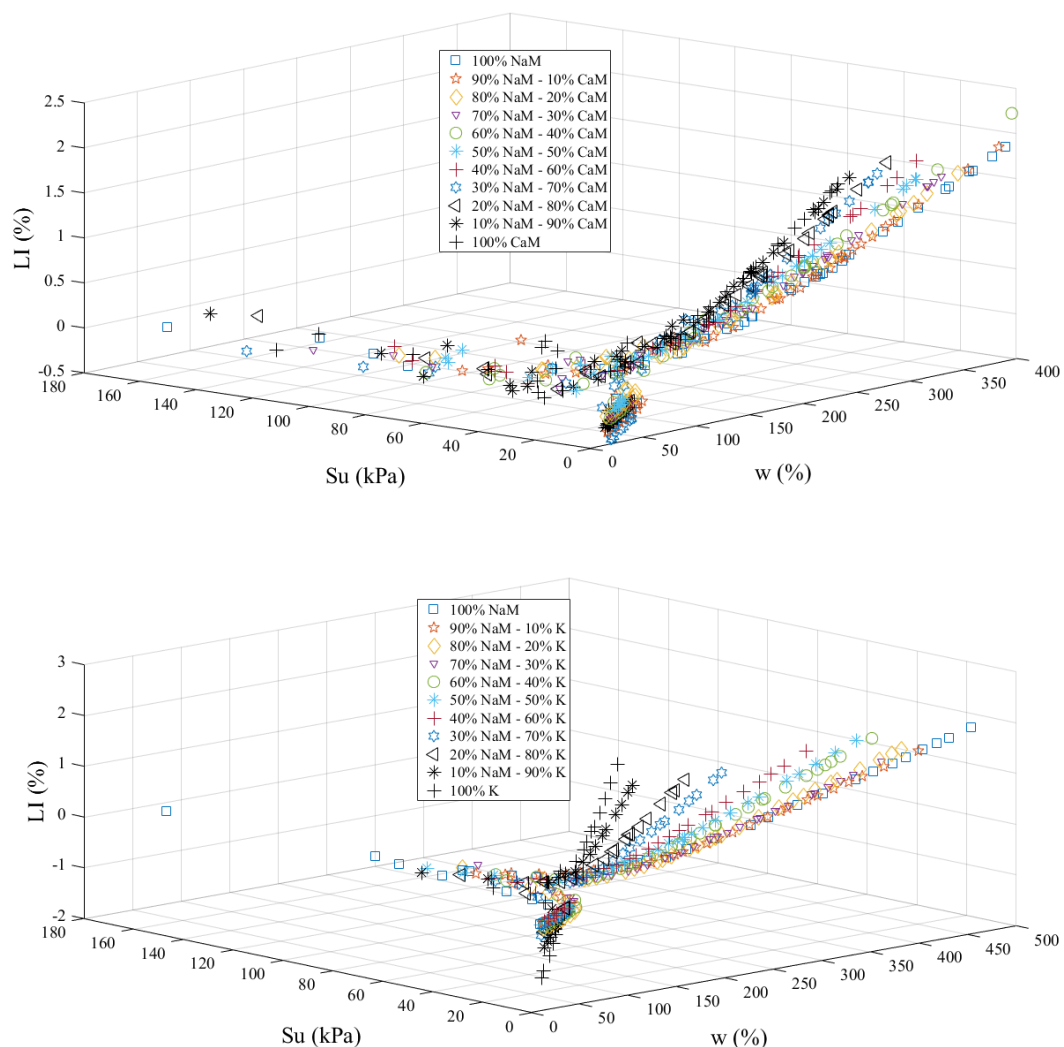 2.5
2
1.5
1
0.5
0
-0.5
LI (%)
180
160
140
120
100
80
60
40
20
0
Su (kPa)
0
50
100
150
200
250
300
350
400
w (%)
100% NaM
90% NaM - 10% CaM
80% NaM - 20% CaM
70% NaM - 30% CaM
60% NaM - 40% CaM
50% NaM - 50% CaM
40% NaM - 60% CaM
30% NaM - 70% CaM
20% NaM - 80% CaM
10% NaM - 90% CaM
100% CaM
3
2
1
0
-1
-2
LI (%)
180
160
140
120
100
80
60
40
20
0
Su (kPa)
0
50
100
150
200
250
300
350
400
450
500
w (%)
100% NaM
90% NaM - 10% K
80% NaM - 20% K
70% NaM - 30% K
60% NaM - 40% K
50% NaM - 50% K
40% NaM - 60% K
30% NaM - 70% K
20% NaM - 80% K
10% NaM - 90% K
100% K